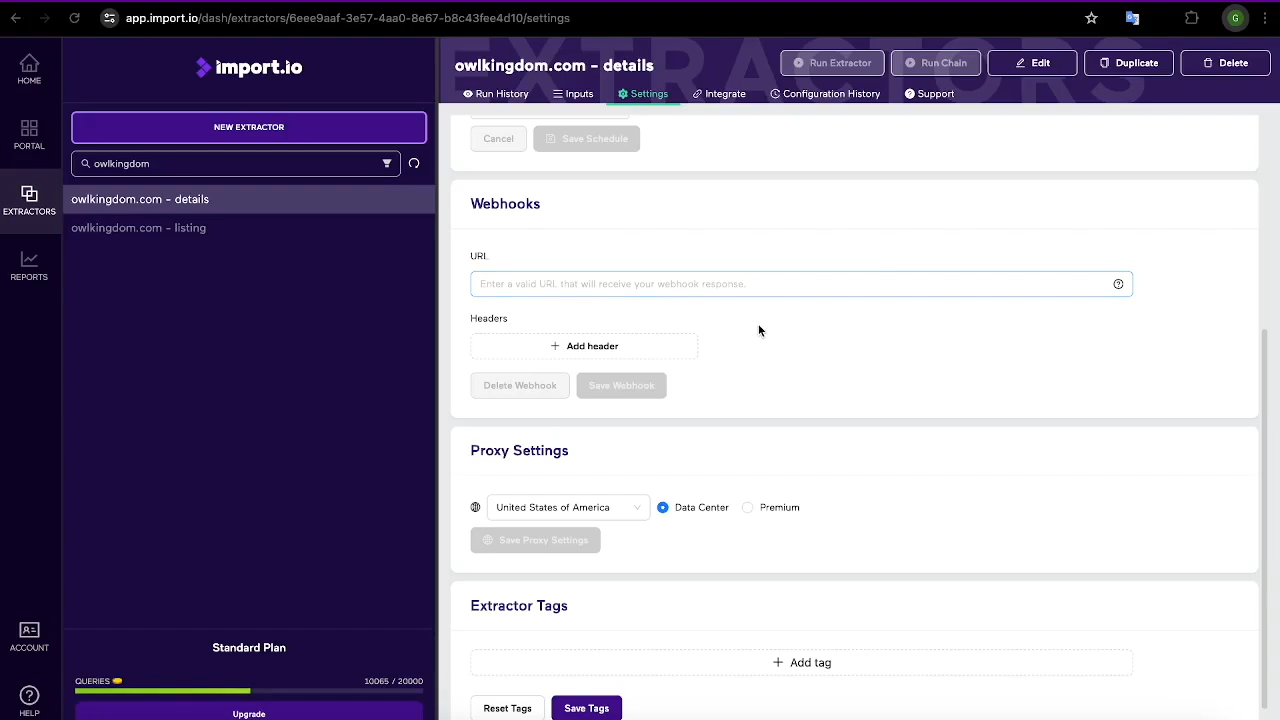 app.import.io/dash/extractors/6eee9aaf-3e57-4aa0-8e67-b8c43fee4d10/settings
G
HOME
PORTAL
EXTRACTORS
REPORTS
ACCOUNT
HELP
import.io
NEW EXTRACTOR
owlkingdom
owlkingdom.com - details
owlkingdom.com - listing
Standard Plan
QUERIES 10065 / 20000
Upgrade
EXTRACTORS
owlkingdom.com - details
Run Extractor
Run Chain
Edit
Duplicate
Delete
Run History
Inputs
Settings
Integrate
Configuration History
Support
Cancel
Save Schedule
Webhooks
URL
Enter a valid URL that will receive your webhook response.
Headers
+ Add header
Delete Webhook
Save Webhook
Proxy Settings
United States of America
Data Center
Premium
Save Proxy Settings
Extractor Tags
+ Add tag
Reset Tags
Save Tags